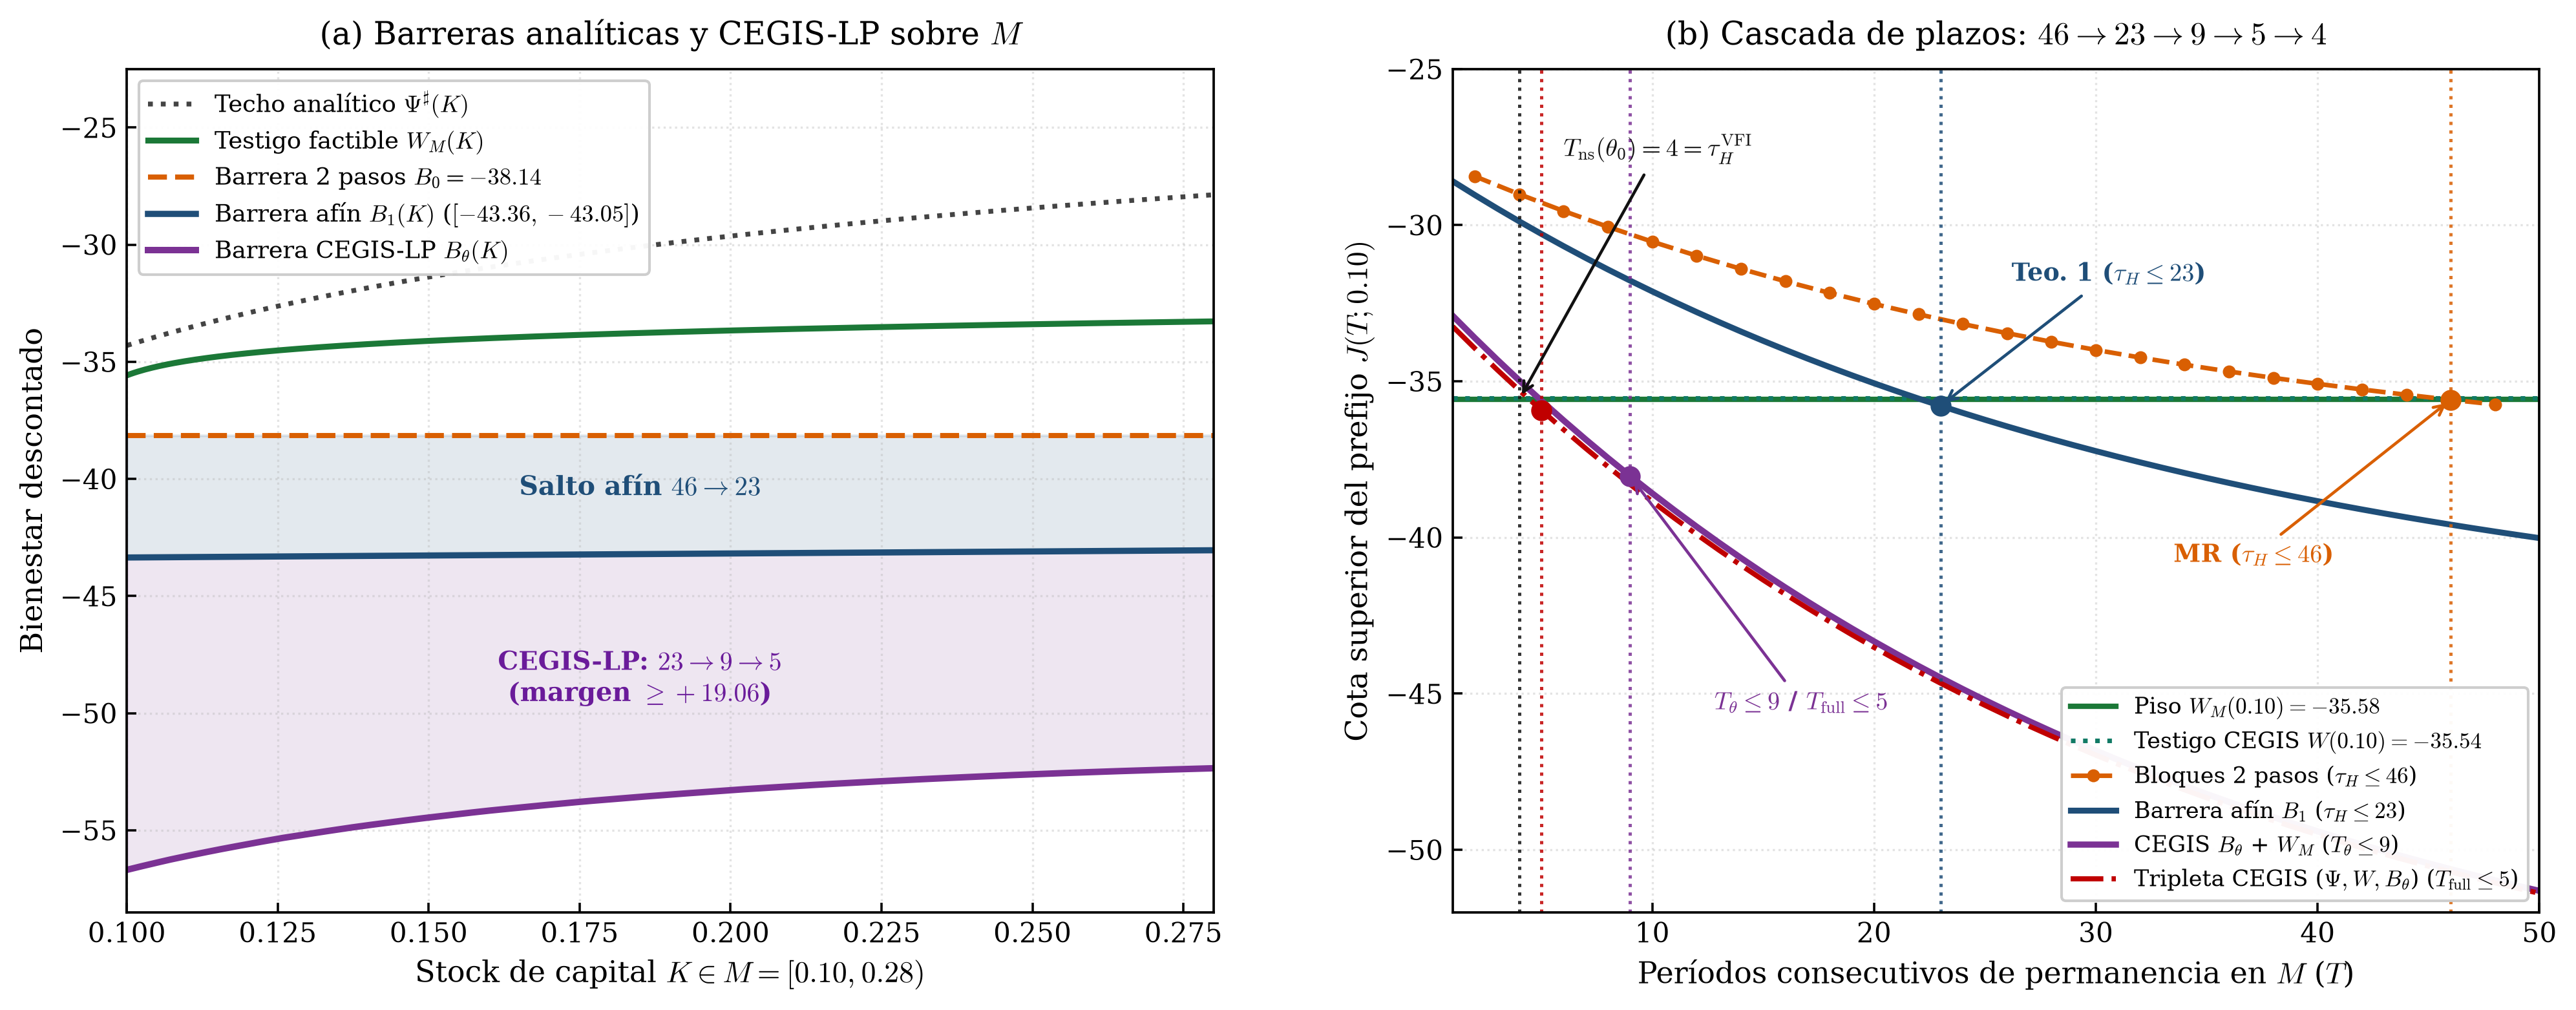 (a) Barreras analíticas y CEGIS-LP sobre M
Techo analítico Ψ♯(K)
Testigo factible W_M(K)
Barrera 2 pasos B_0 = −38.14
Barrera afín B_1(K) ([−43.36, −43.05])
Barrera CEGIS-LP B_θ(K)
Salto afín 46 → 23
CEGIS-LP: 23 → 9 → 5
(margen ≥ +19.06)
Bienestar descontado
−25
−30
−35
−40
−45
−50
−55
0.100 0.125 0.150 0.175 0.200 0.225 0.250 0.275
Stock de capital K ∈ M = [0.10, 0.28)
(b) Cascada de plazos: 46 → 23 → 9 → 5 → 4
T_ns(θ_0) = 4 = τ_H^VFI
Teo. 1 (τ_H ≤ 23)
MR (τ_H ≤ 46)
T_θ ≤ 9 / T_full ≤ 5
Piso W_M(0.10) = −35.58
Testigo CEGIS W(0.10) = −35.54
Bloques 2 pasos (τ_H ≤ 46)
Barrera afín B_1 (τ_H ≤ 23)
CEGIS B_θ + W_M (T_θ ≤ 9)
Tripleta CEGIS (Ψ, W, B_θ) (T_full ≤ 5)
Cota superior del prefijo J(T; 0.10)
−25
−30
−35
−40
−45
−50
10 20 30 40 50
Períodos consecutivos de permanencia en M (T)